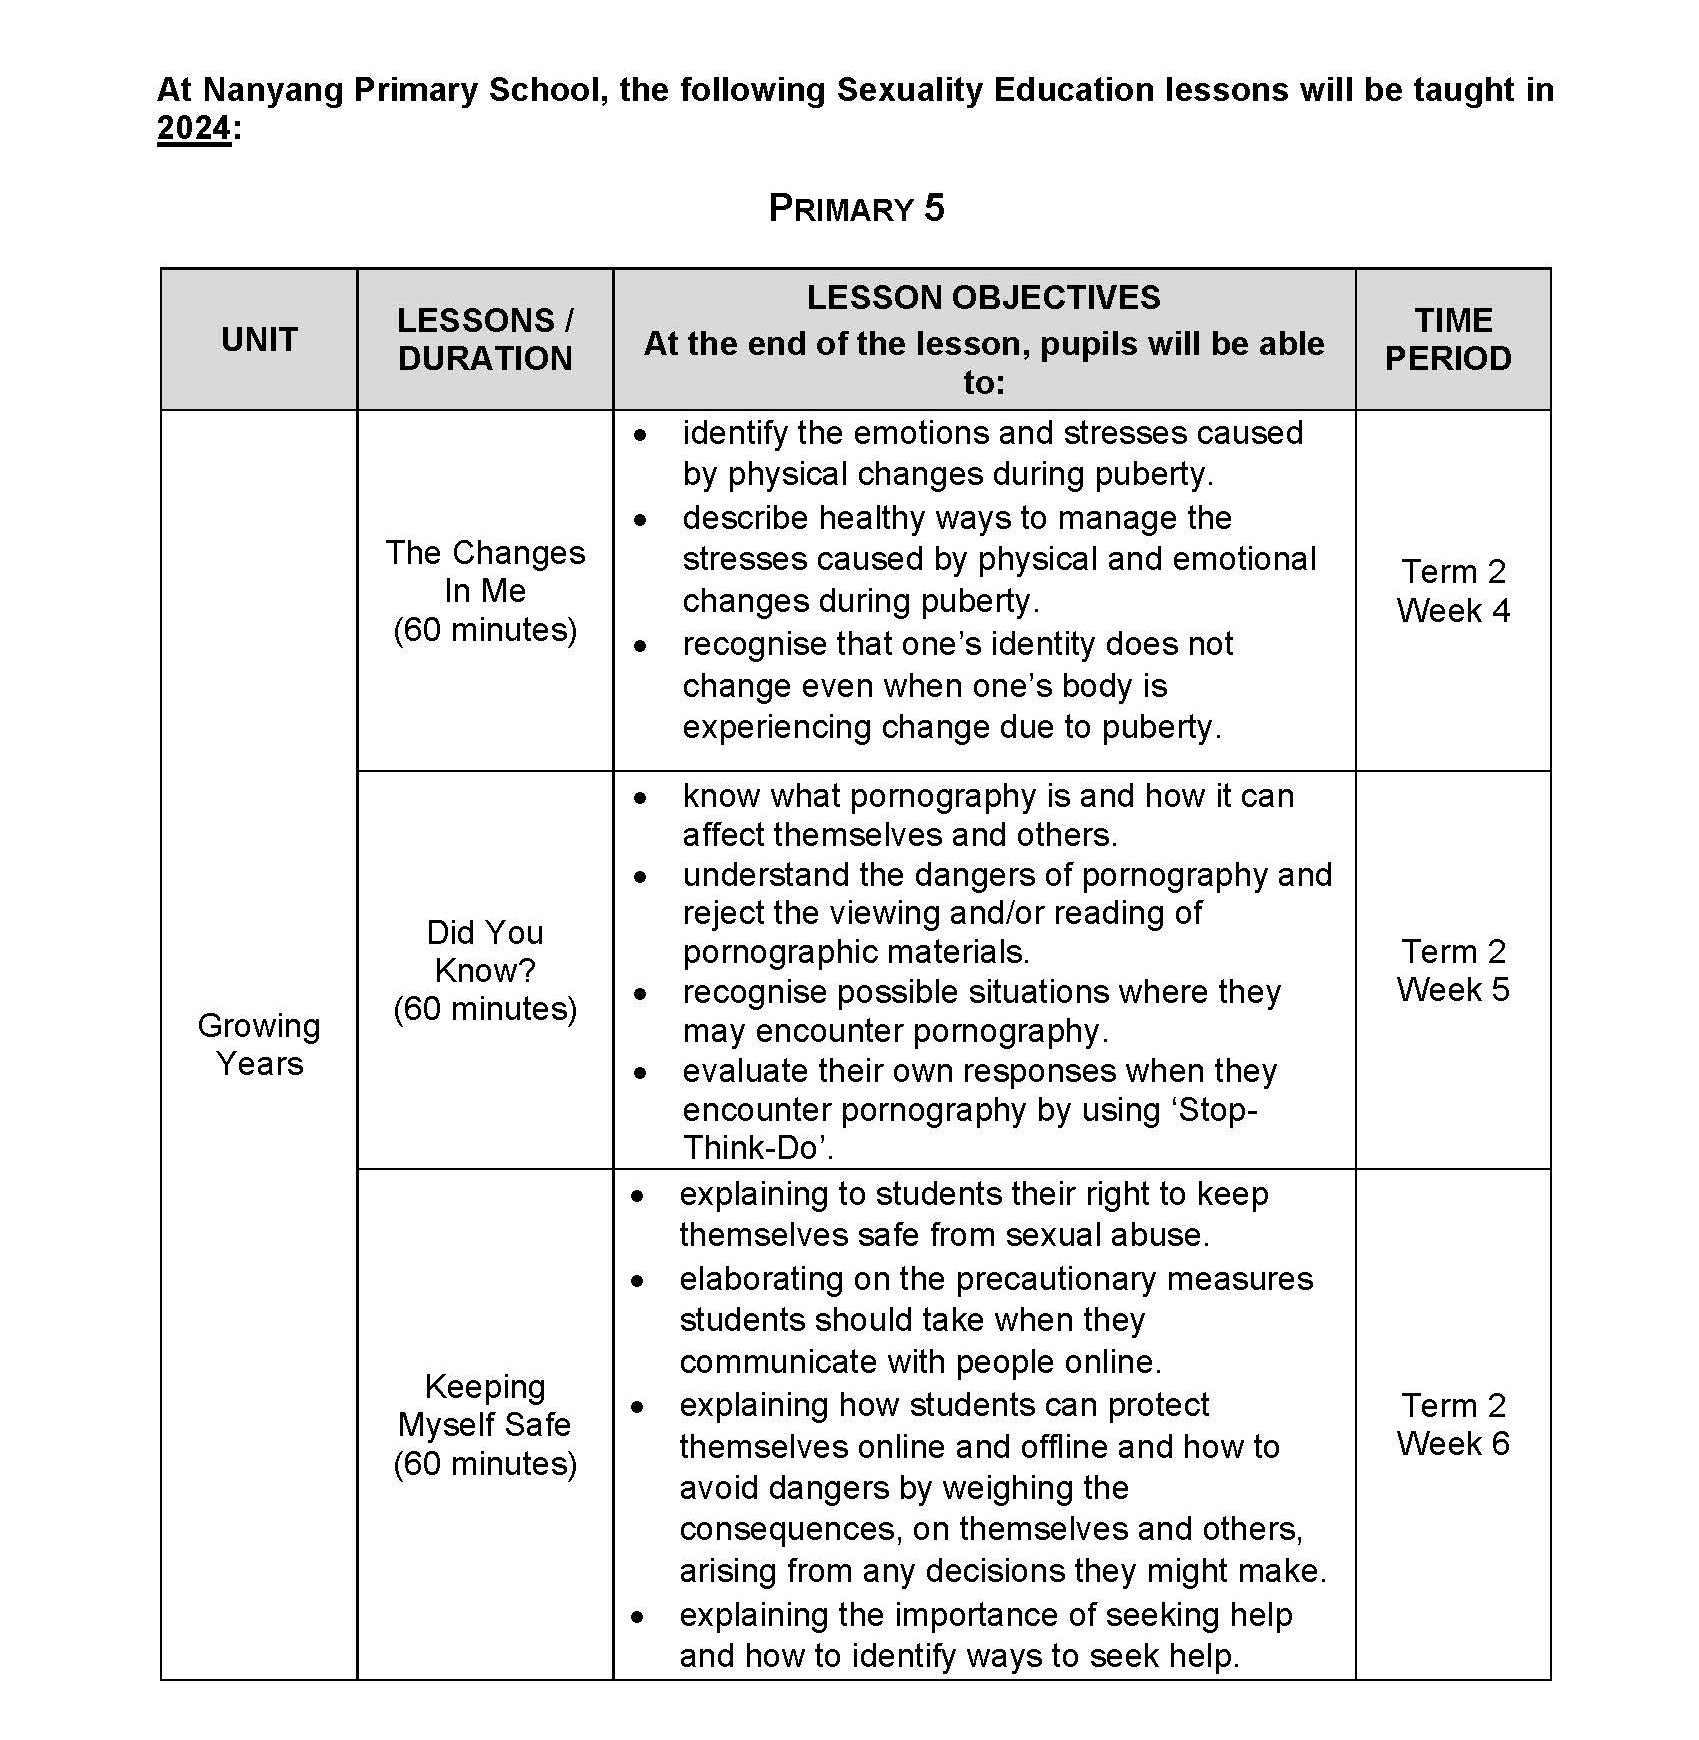 At Nanyang Primary School, the following Sexuality Education lessons will be taught in
2024:
PRIMARY 5
UNIT
LESSONS /
DURATION
LESSON OBJECTIVES
At the end of the lesson, pupils will be able
to:
TIME
PERIOD
Growing
Years
The Changes
In Me
(60 minutes)
• identify the emotions and stresses caused
by physical changes during puberty.
• describe healthy ways to manage the
stresses caused by physical and emotional
changes during puberty.
• recognise that one’s identity does not
change even when one’s body is
experiencing change due to puberty.
Term 2
Week 4
Did You
Know?
(60 minutes)
• know what pornography is and how it can
affect themselves and others.
• understand the dangers of pornography and
reject the viewing and/or reading of
pornographic materials.
• recognise possible situations where they
may encounter pornography.
• evaluate their own responses when they
encounter pornography by using ‘Stop-
Think-Do’.
Term 2
Week 5
Keeping
Myself Safe
(60 minutes)
• explaining to students their right to keep
themselves safe from sexual abuse.
• elaborating on the precautionary measures
students should take when they
communicate with people online.
• explaining how students can protect
themselves online and offline and how to
avoid dangers by weighing the
consequences, on themselves and others,
arising from any decisions they might make.
• explaining the importance of seeking help
and how to identify ways to seek help.
Term 2
Week 6